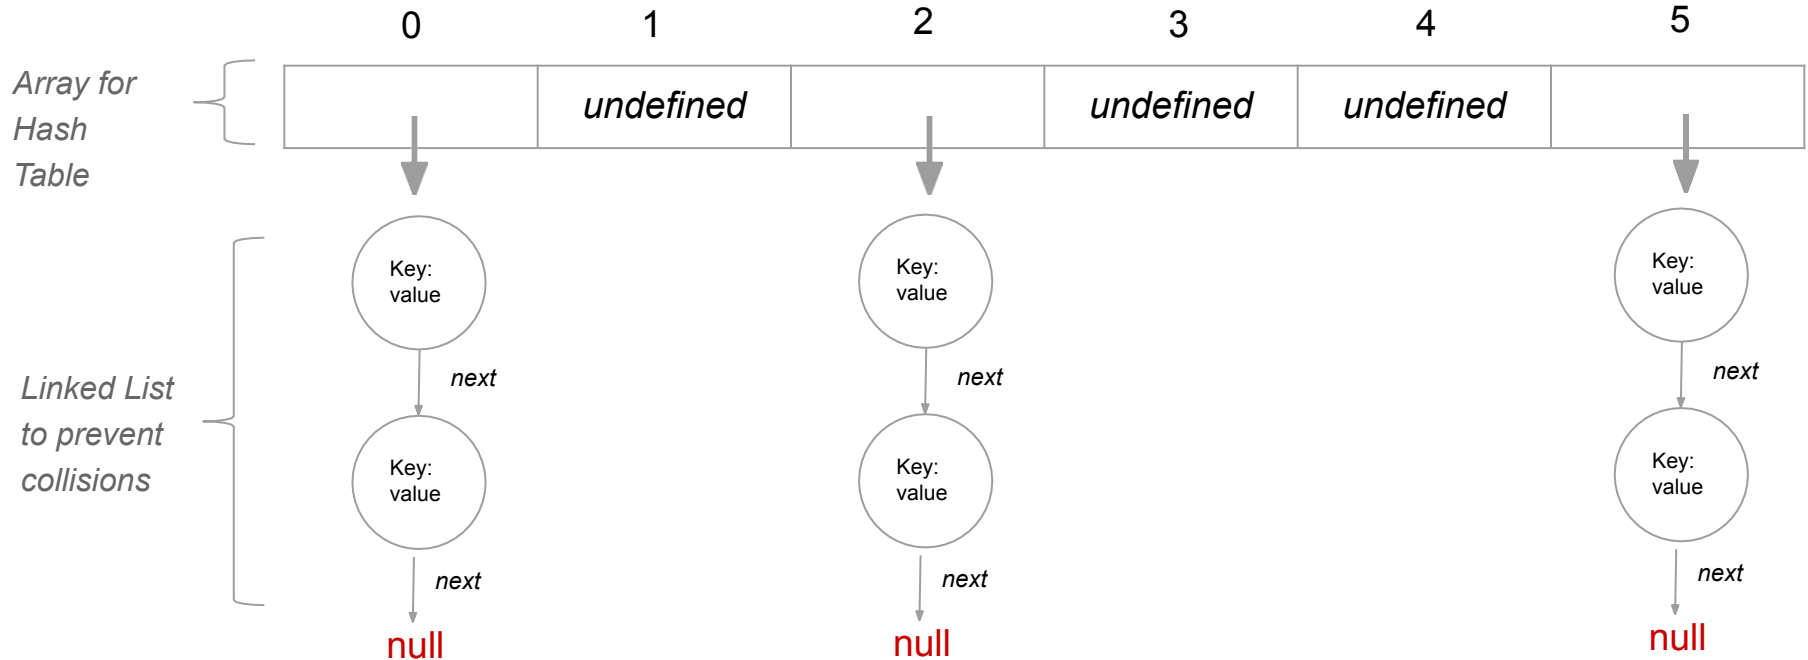 0 1 2 3 4 5
Array for
Hash
Table
undefined undefined undefined
Key:
value
Key:
value
Key:
value
next next next
Linked List
to prevent
collisions
Key:
value
Key:
value
Key:
value
next next next
null null null